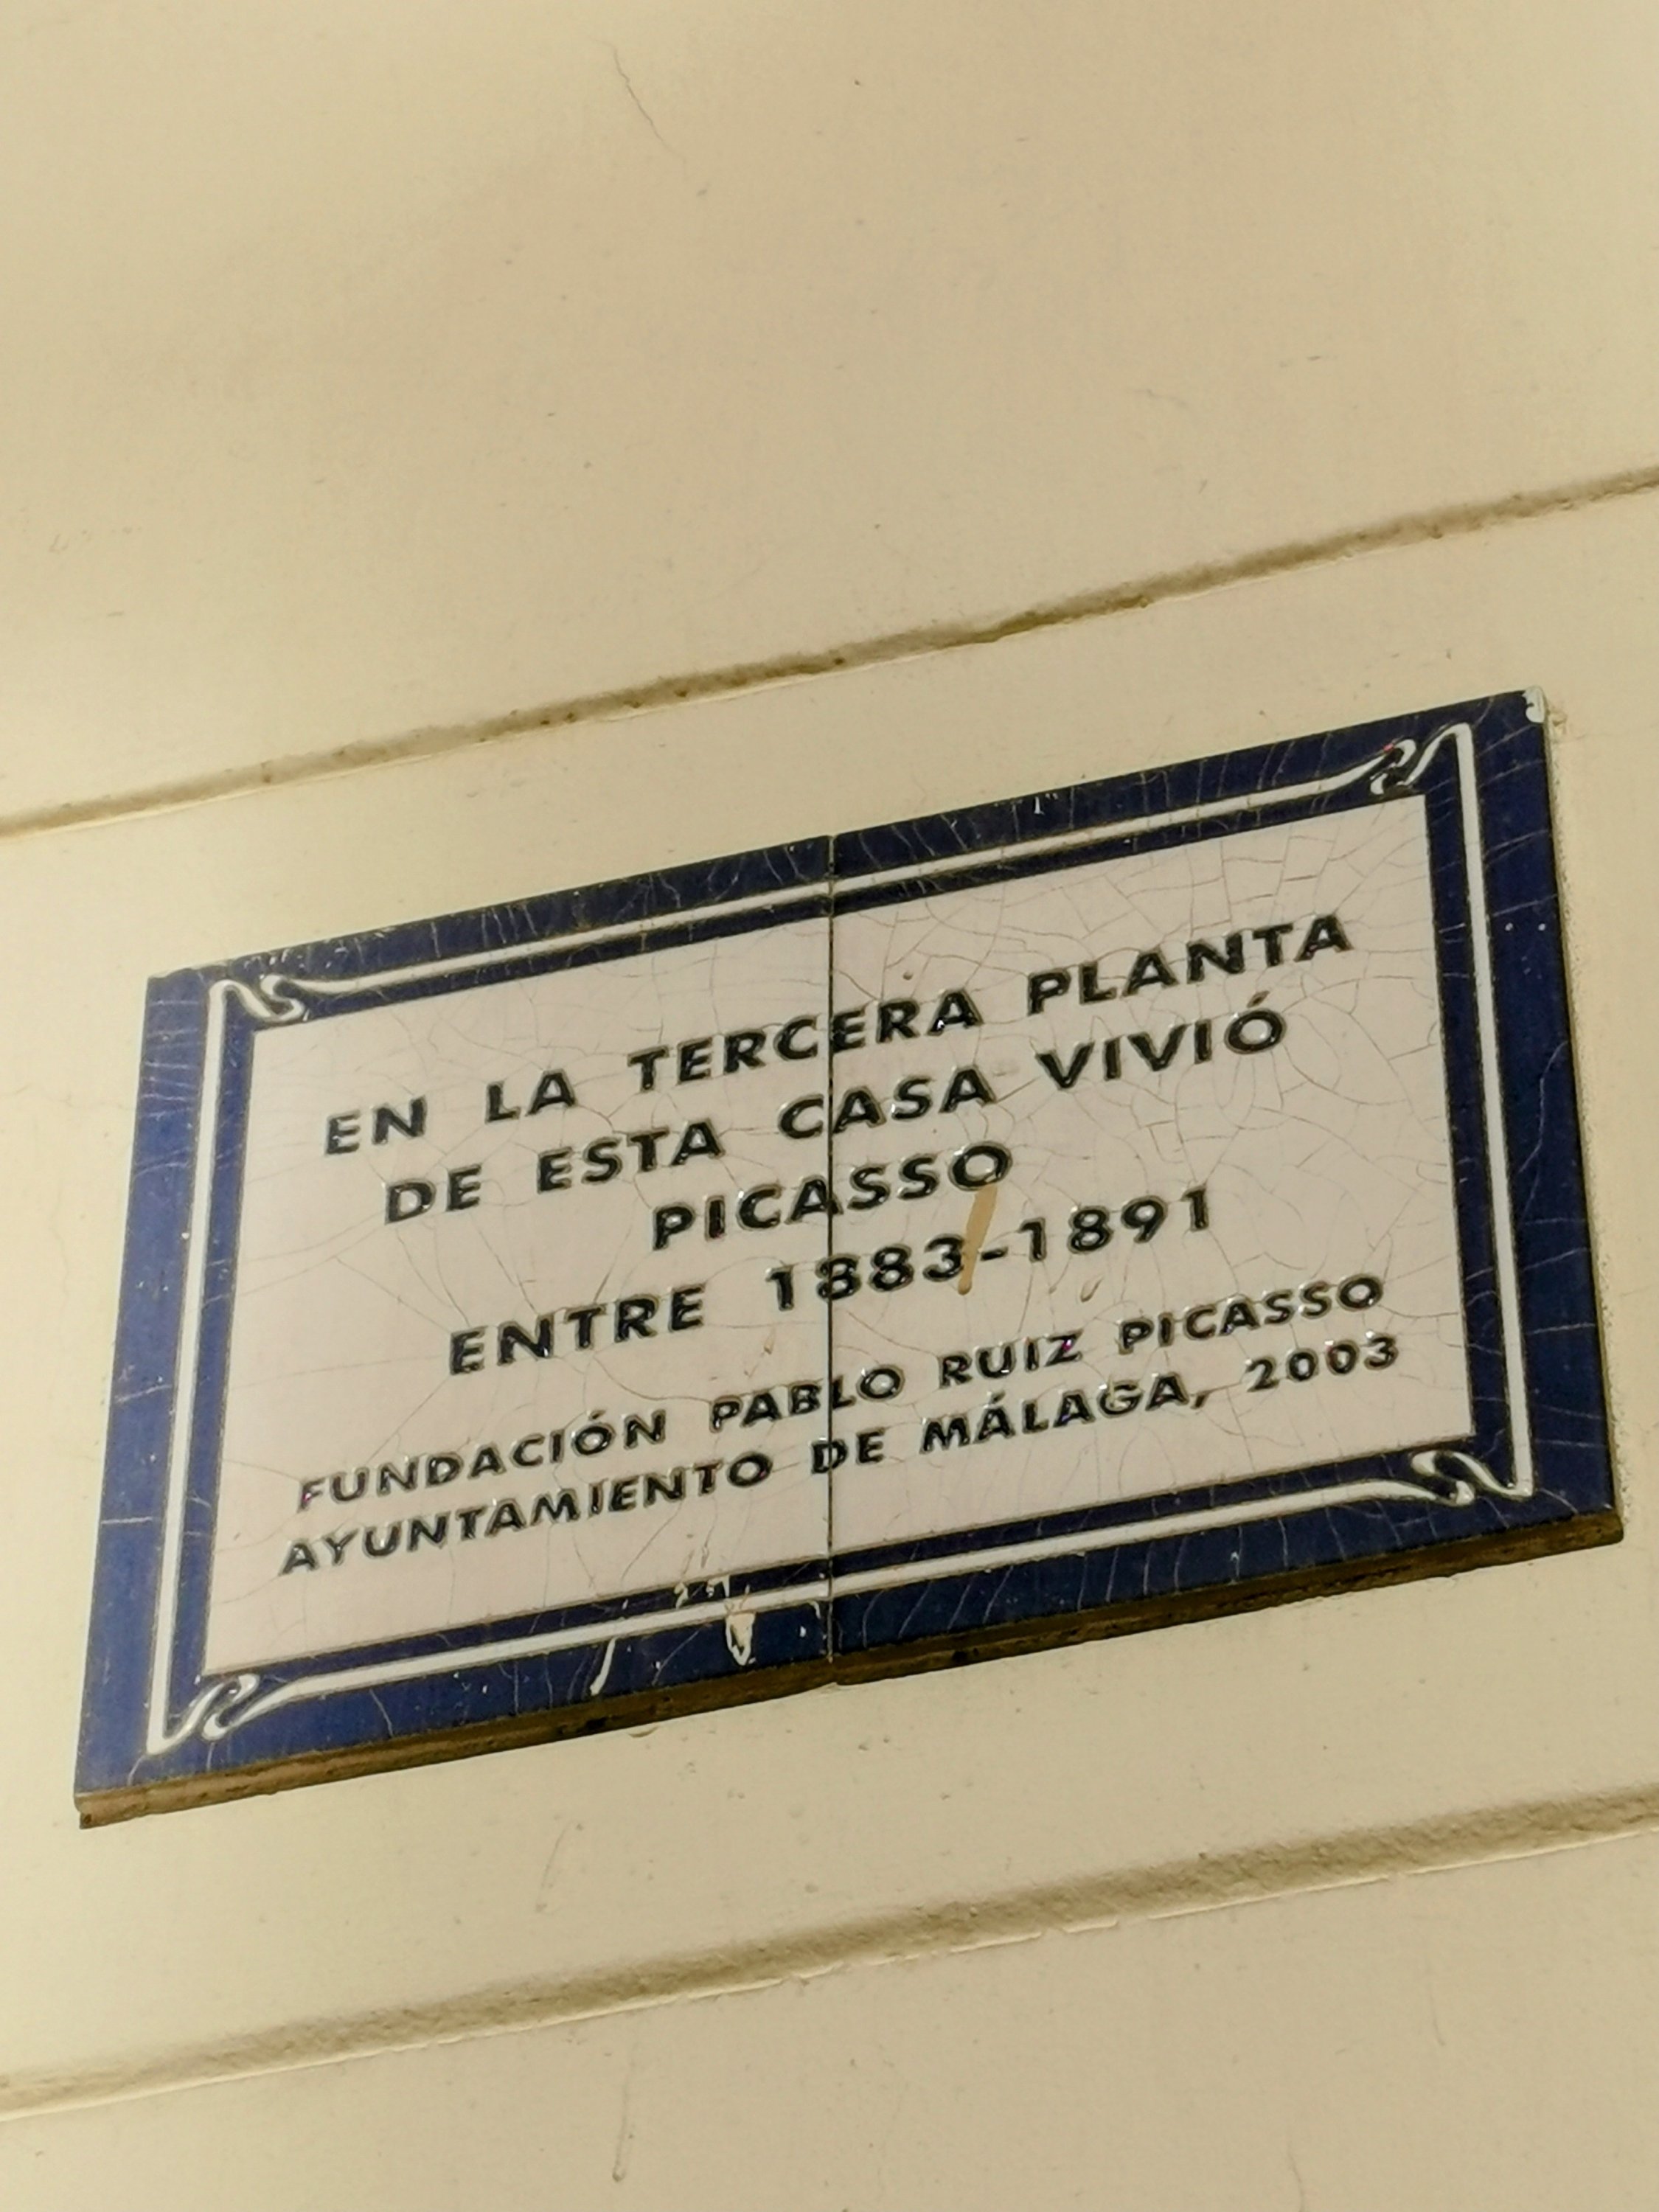 EN LA TERCERA PLANTA
DE ESTA CASA VIVIÓ
PICASSO
ENTRE 1883-1891
FUNDACIÓN PABLO RUIZ PICASSO
AYUNTAMIENTO DE MÁLAGA, 2003